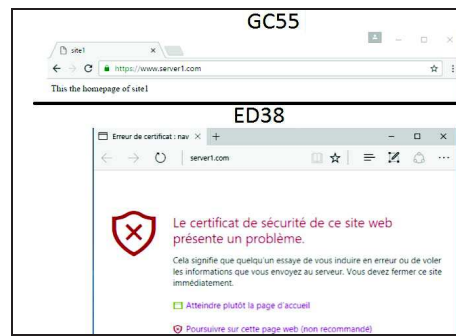 GC55
site1
https://www.server1.com
This the homepage of site1
ED38
Erreur de certificat : nav
server1.com
Le certificat de sécurité de ce site web
présente un problème.
Cela signifie que quelqu'un essaye de vous induire en erreur ou de voler
les informations que vous envoyez au serveur. Vous devez fermer ce site
immédiatement.
Atteindre plutôt la page d'accueil
Poursuivre sur cette page web (non recommandé)